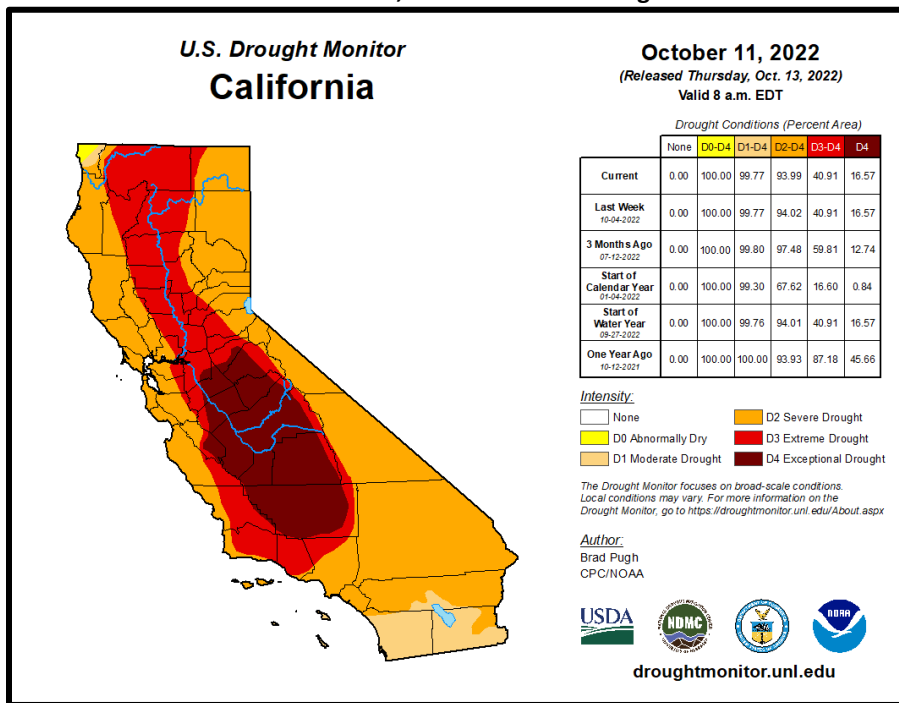 U.S. Drought Monitor
California
October 11, 2022
(Released Thursday, Oct. 13, 2022)
Valid 8 a.m. EDT
Drought Conditions (Percent Area)
None D0-D4 D1-D4 D2-D4 D3-D4 D4
Current 0.00 100.00 99.77 93.99 40.91 16.57
Last Week
10-04-2022 0.00 100.00 99.77 94.02 40.91 16.57
3 Months Ago
07-12-2022 0.00 100.00 99.80 97.48 59.81 12.74
Start of
Calendar Year
01-04-2022 0.00 100.00 99.30 67.62 16.60 0.84
Start of
Water Year
09-27-2022 0.00 100.00 99.76 94.01 40.91 16.57
One Year Ago
10-12-2021 0.00 100.00 100.00 93.93 87.18 45.66
Intensity:
None
D0 Abnormally Dry
D1 Moderate Drought
D2 Severe Drought
D3 Extreme Drought
D4 Exceptional Drought
The Drought Monitor focuses on broad-scale conditions.
Local conditions may vary. For more information on the
Drought Monitor, go to https://droughtmonitor.unl.edu/About.aspx
Author:
Brad Pugh
CPC/NOAA
USDA
NDMC
NOAA
droughtmonitor.unl.edu